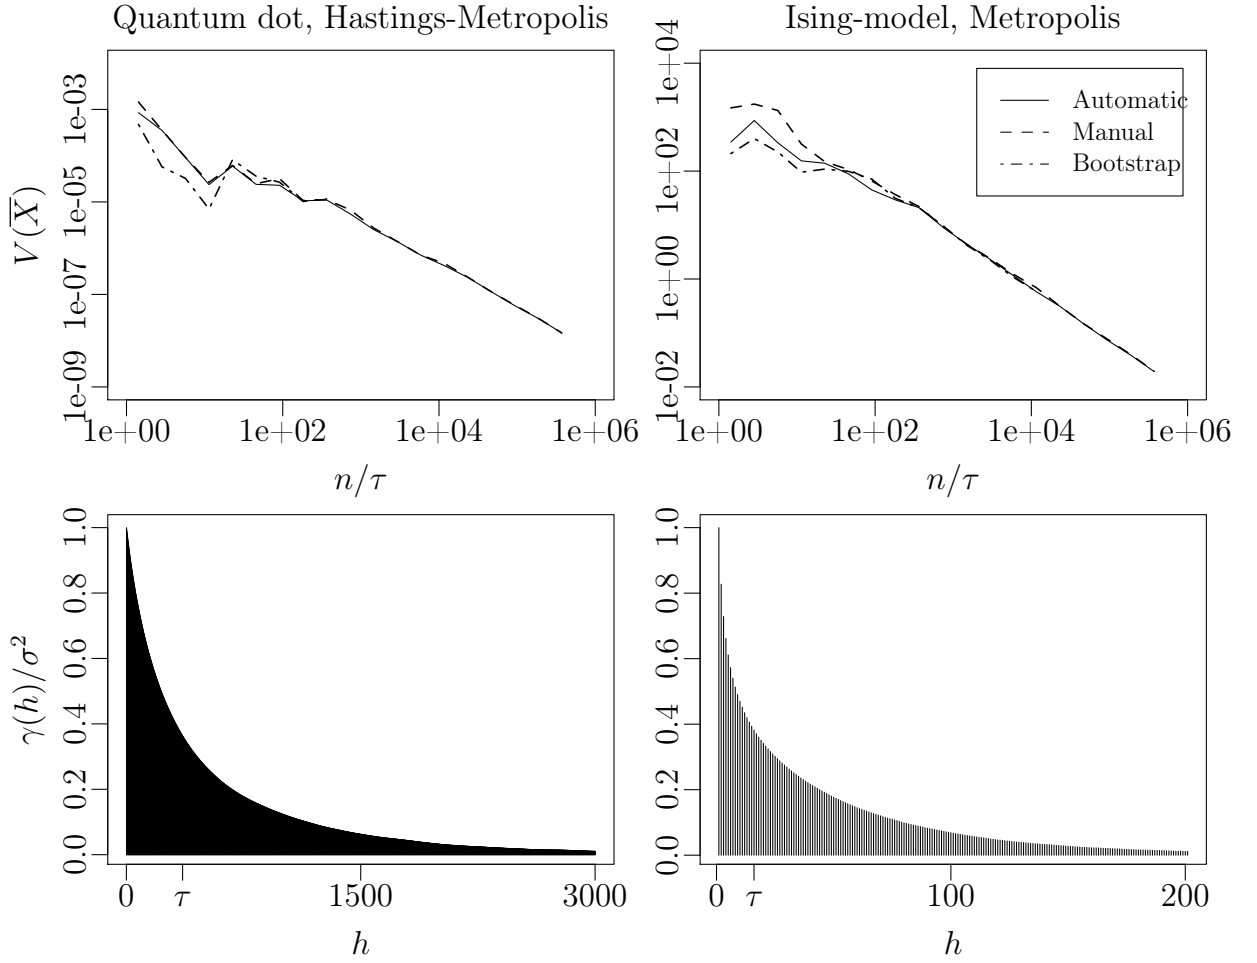 Quantum dot, Hastings-Metropolis
V(X̅)
1e-03
1e-05
1e-07
1e-09
1e+00 1e+02 1e+04 1e+06
n/τ
Ising-model, Metropolis
1e+04
1e+02
1e+00
1e-02
Automatic
Manual
Bootstrap
1e+00 1e+02 1e+04 1e+06
n/τ
γ(h)/σ²
1.0
0.8
0.6
0.4
0.2
0.0
0 τ 1500 3000
h
1.0
0.8
0.6
0.4
0.2
0.0
0 τ 100 200
h